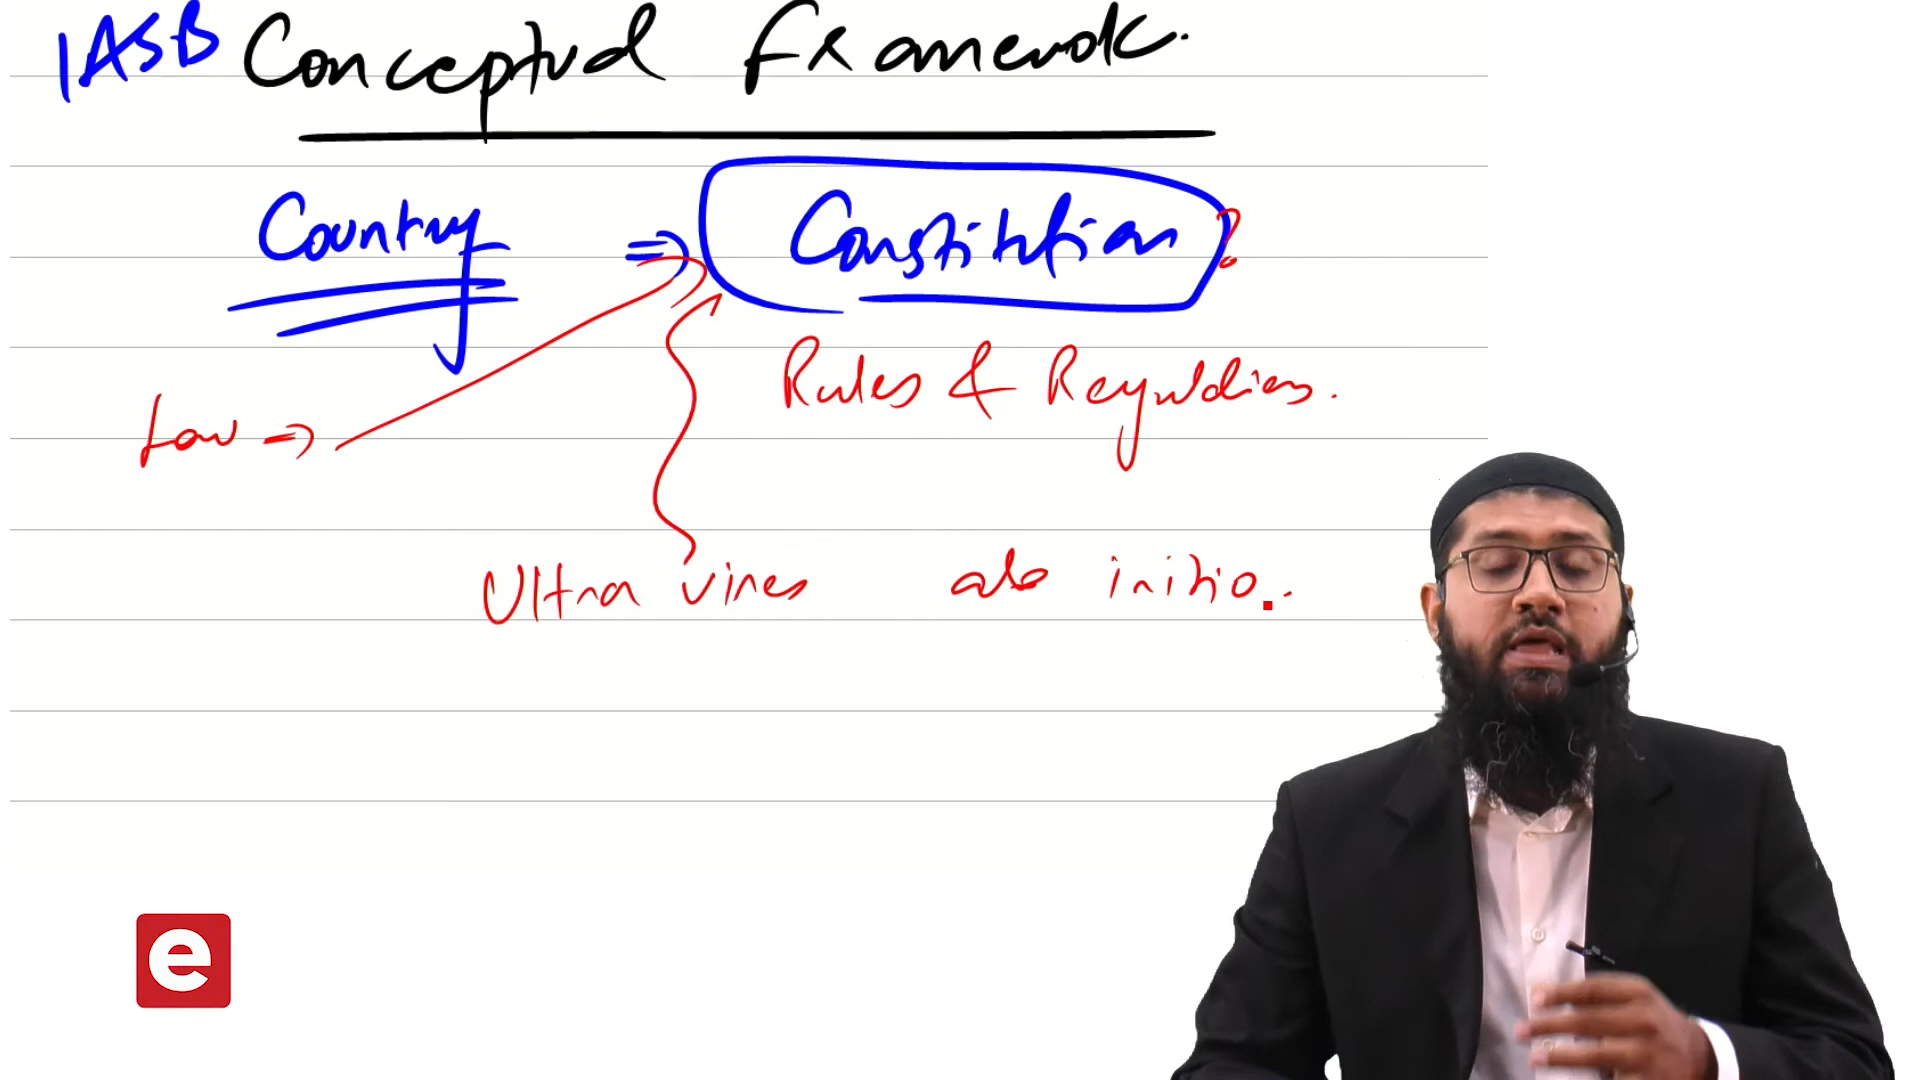 IASB Conceptual Framework.
Country ⇒ Constitution?
Rules & Regulations.
Law ⇒
Ultra vires ab initio.
e